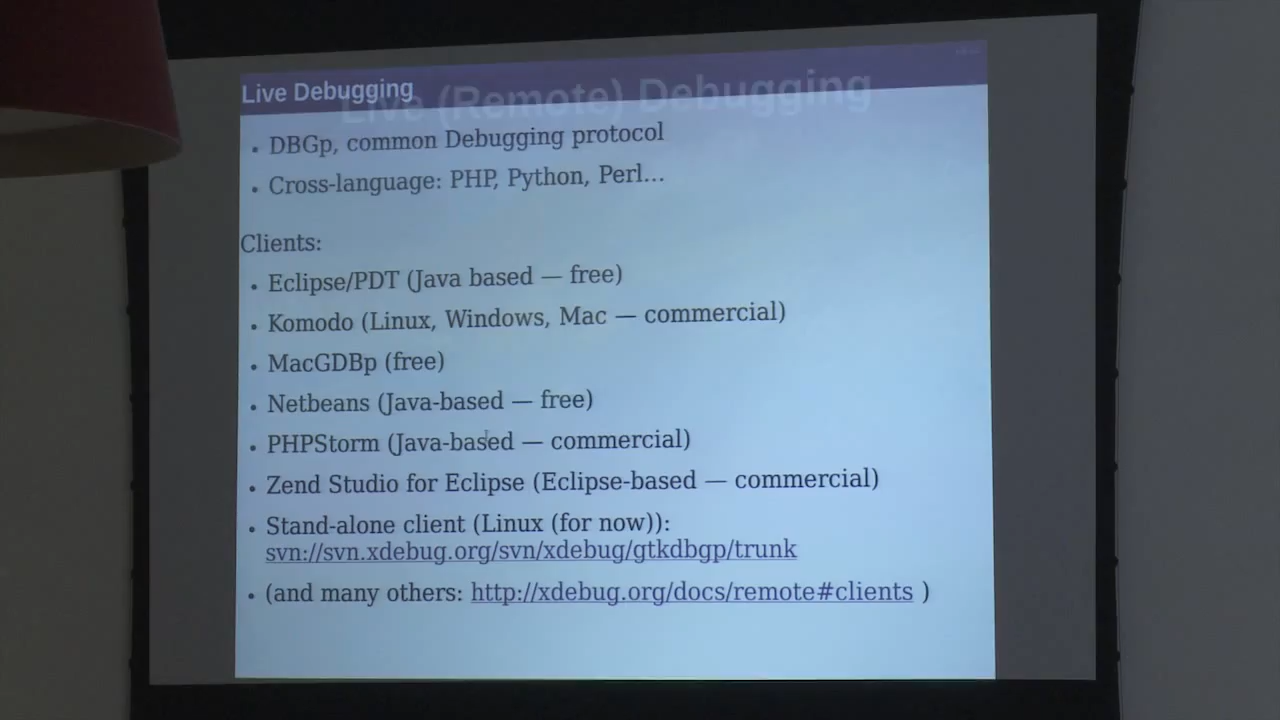 Live Debugging
Live (Remote) Debugging
• DBGp, common Debugging protocol
• Cross-language: PHP, Python, Perl...
Clients:
• Eclipse/PDT (Java based — free)
• Komodo (Linux, Windows, Mac — commercial)
• MacGDBp (free)
• Netbeans (Java-based — free)
• PHPStorm (Java-based — commercial)
• Zend Studio for Eclipse (Eclipse-based — commercial)
• Stand-alone client (Linux (for now)):
svn://svn.xdebug.org/svn/xdebug/gtkdbgp/trunk
• (and many others: http://xdebug.org/docs/remote#clients )